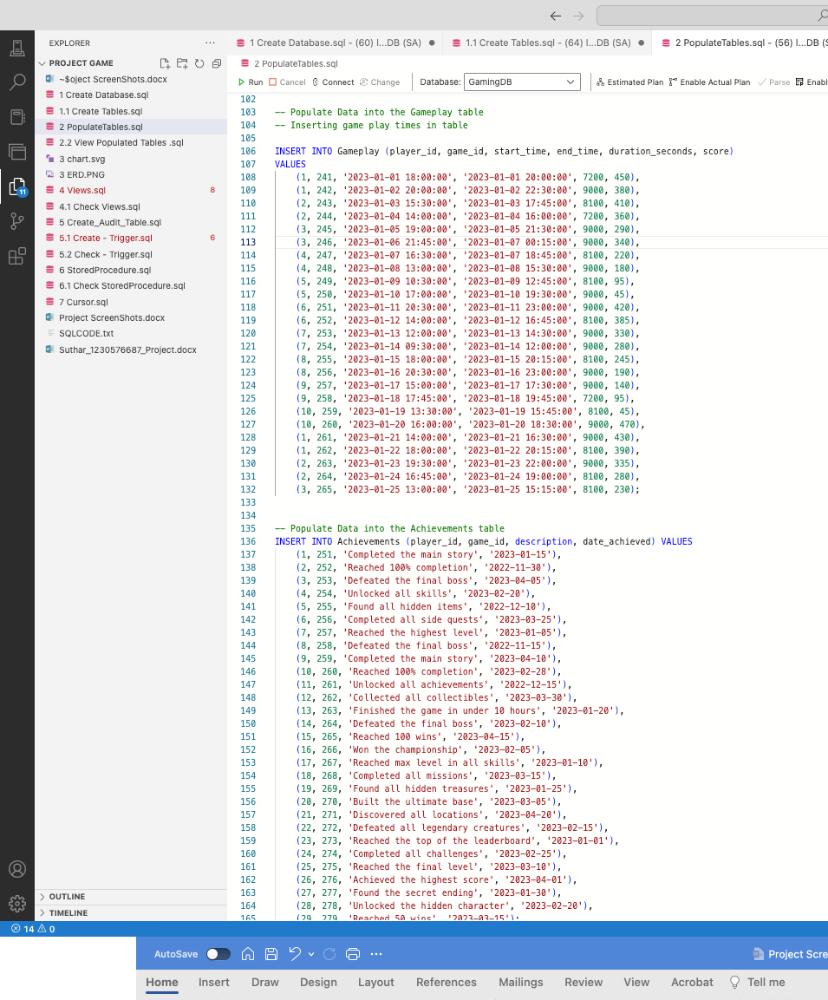 EXPLORER ···
PROJECT GAME
~$oject ScreenShots.docx
1 Create Database.sql
1.1 Create Tables.sql
2 PopulateTables.sql
2.2 View Populated Tables .sql
3 chart.svg
3 ERD.PNG
4 Views.sql 8
4.1 Check Views.sql
5 Create_Audit_Table.sql
5.1 Create - Trigger.sql 6
5.2 Check - Trigger.sql
6 StoredProcedure.sql
6.1 Check StoredProcedure.sql
7 Cursor.sql
Project ScreenShots.docx
SQLCODE.txt
Suthar_1230576687_Project.docx
11
OUTLINE
TIMELINE
1 Create Database.sql - (60) l...DB (SA) ●
1.1 Create Tables.sql - (64) l...DB (SA) ●
2 PopulateTables.sql - (56) l...DB (S
2 PopulateTables.sql
Run Cancel Connect Change Database: GamingDB Estimated Plan Enable Actual Plan Parse Enabl
102
103 -- Populate Data into the Gameplay table
104 -- Inserting game play times in table
105
106 INSERT INTO Gameplay (player_id, game_id, start_time, end_time, duration_seconds, score)
107 VALUES
108 (1, 241, '2023-01-01 18:00:00', '2023-01-01 20:00:00', 7200, 450),
109 (1, 242, '2023-01-02 20:00:00', '2023-01-02 22:30:00', 9000, 380),
110 (2, 243, '2023-01-03 15:30:00', '2023-01-03 17:45:00', 8100, 410),
111 (2, 244, '2023-01-04 14:00:00', '2023-01-04 16:00:00', 7200, 360),
112 (3, 245, '2023-01-05 19:00:00', '2023-01-05 21:30:00', 9000, 290),
113 (3, 246, '2023-01-06 21:45:00', '2023-01-07 00:15:00', 9000, 340),
114 (4, 247, '2023-01-07 16:30:00', '2023-01-07 18:45:00', 8100, 220),
115 (4, 248, '2023-01-08 13:00:00', '2023-01-08 15:30:00', 9000, 180),
116 (5, 249, '2023-01-09 10:30:00', '2023-01-09 12:45:00', 8100, 95),
117 (5, 250, '2023-01-10 17:00:00', '2023-01-10 19:30:00', 9000, 45),
118 (6, 251, '2023-01-11 20:30:00', '2023-01-11 23:00:00', 9000, 420),
119 (6, 252, '2023-01-12 14:00:00', '2023-01-12 16:45:00', 8100, 385),
120 (7, 253, '2023-01-13 12:00:00', '2023-01-13 14:30:00', 9000, 330),
121 (7, 254, '2023-01-14 09:30:00', '2023-01-14 12:00:00', 9000, 280),
122 (8, 255, '2023-01-15 18:00:00', '2023-01-15 20:15:00', 8100, 245),
123 (8, 256, '2023-01-16 20:30:00', '2023-01-16 23:00:00', 9000, 190),
124 (9, 257, '2023-01-17 15:00:00', '2023-01-17 17:30:00', 9000, 140),
125 (9, 258, '2023-01-18 17:45:00', '2023-01-18 19:45:00', 7200, 95),
126 (10, 259, '2023-01-19 13:30:00', '2023-01-19 15:45:00', 8100, 45),
127 (10, 260, '2023-01-20 16:00:00', '2023-01-20 18:30:00', 9000, 470),
128 (1, 261, '2023-01-21 14:00:00', '2023-01-21 16:30:00', 9000, 430),
129 (1, 262, '2023-01-22 18:00:00', '2023-01-22 20:15:00', 8100, 390),
130 (2, 263, '2023-01-23 19:30:00', '2023-01-23 22:00:00', 9000, 335),
131 (2, 264, '2023-01-24 16:45:00', '2023-01-24 19:00:00', 8100, 280),
132 (3, 265, '2023-01-25 13:00:00', '2023-01-25 15:15:00', 8100, 230);
133
134
135 -- Populate Data into the Achievements table
136 INSERT INTO Achievements (player_id, game_id, description, date_achieved) VALUES
137 (1, 251, 'Completed the main story', '2023-01-15'),
138 (2, 252, 'Reached 100% completion', '2022-11-30'),
139 (3, 253, 'Defeated the final boss', '2023-04-05'),
140 (4, 254, 'Unlocked all skills', '2023-02-20'),
141 (5, 255, 'Found all hidden items', '2022-12-10'),
142 (6, 256, 'Completed all side quests', '2023-03-25'),
143 (7, 257, 'Reached the highest level', '2023-01-05'),
144 (8, 258, 'Defeated the final boss', '2022-11-15'),
145 (9, 259, 'Completed the main story', '2023-04-10'),
146 (10, 260, 'Reached 100% completion', '2023-02-28'),
147 (11, 261, 'Unlocked all achievements', '2022-12-15'),
148 (12, 262, 'Collected all collectibles', '2023-03-30'),
149 (13, 263, 'Finished the game in under 10 hours', '2023-01-20'),
150 (14, 264, 'Defeated the final boss', '2023-02-10'),
151 (15, 265, 'Reached 100 wins', '2023-04-15'),
152 (16, 266, 'Won the championship', '2023-02-05'),
153 (17, 267, 'Reached max level in all skills', '2023-01-10'),
154 (18, 268, 'Completed all missions', '2023-03-15'),
155 (19, 269, 'Found all hidden treasures', '2023-01-25'),
156 (20, 270, 'Built the ultimate base', '2023-03-05'),
157 (21, 271, 'Discovered all locations', '2023-04-20'),
158 (22, 272, 'Defeated all legendary creatures', '2023-02-15'),
159 (23, 273, 'Reached the top of the leaderboard', '2023-01-01'),
160 (24, 274, 'Completed all challenges', '2023-02-25'),
161 (25, 275, 'Reached the final level', '2023-03-10'),
162 (26, 276, 'Achieved the highest score', '2023-04-01'),
163 (27, 277, 'Found the secret ending', '2023-01-30'),
164 (28, 278, 'Unlocked the hidden character', '2023-02-20'),
165 (29, 279, 'Reached 50 wins', '2023-03-15');
14 0
AutoSave ··· Project Scre
Home Insert Draw Design Layout References Mailings Review View Acrobat Tell me